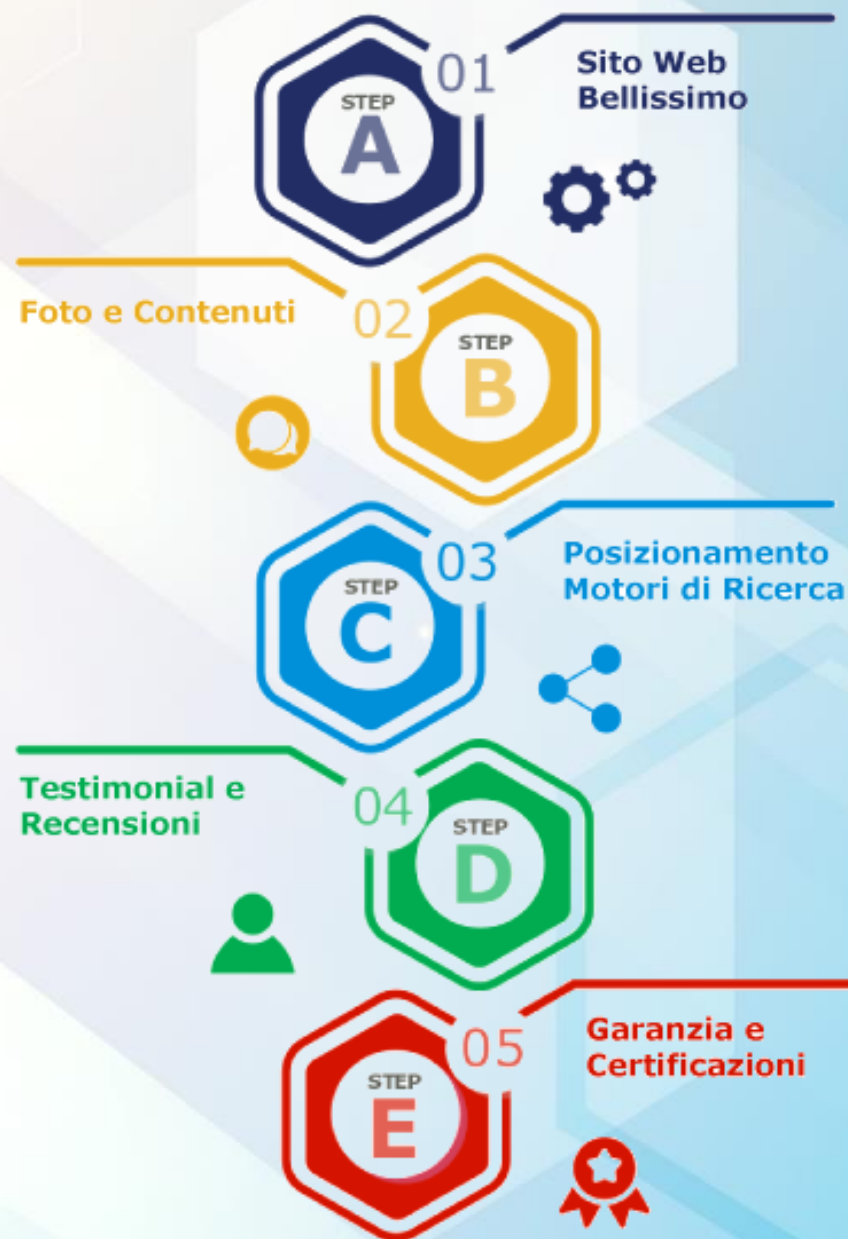 01
STEP
A
Sito Web
Bellissimo
Foto e Contenuti
02
STEP
B
03
STEP
C
Posizionamento
Motori di Ricerca
Testimonial e
Recensioni
04
STEP
D
05
STEP
E
Garanzia e
Certificazioni